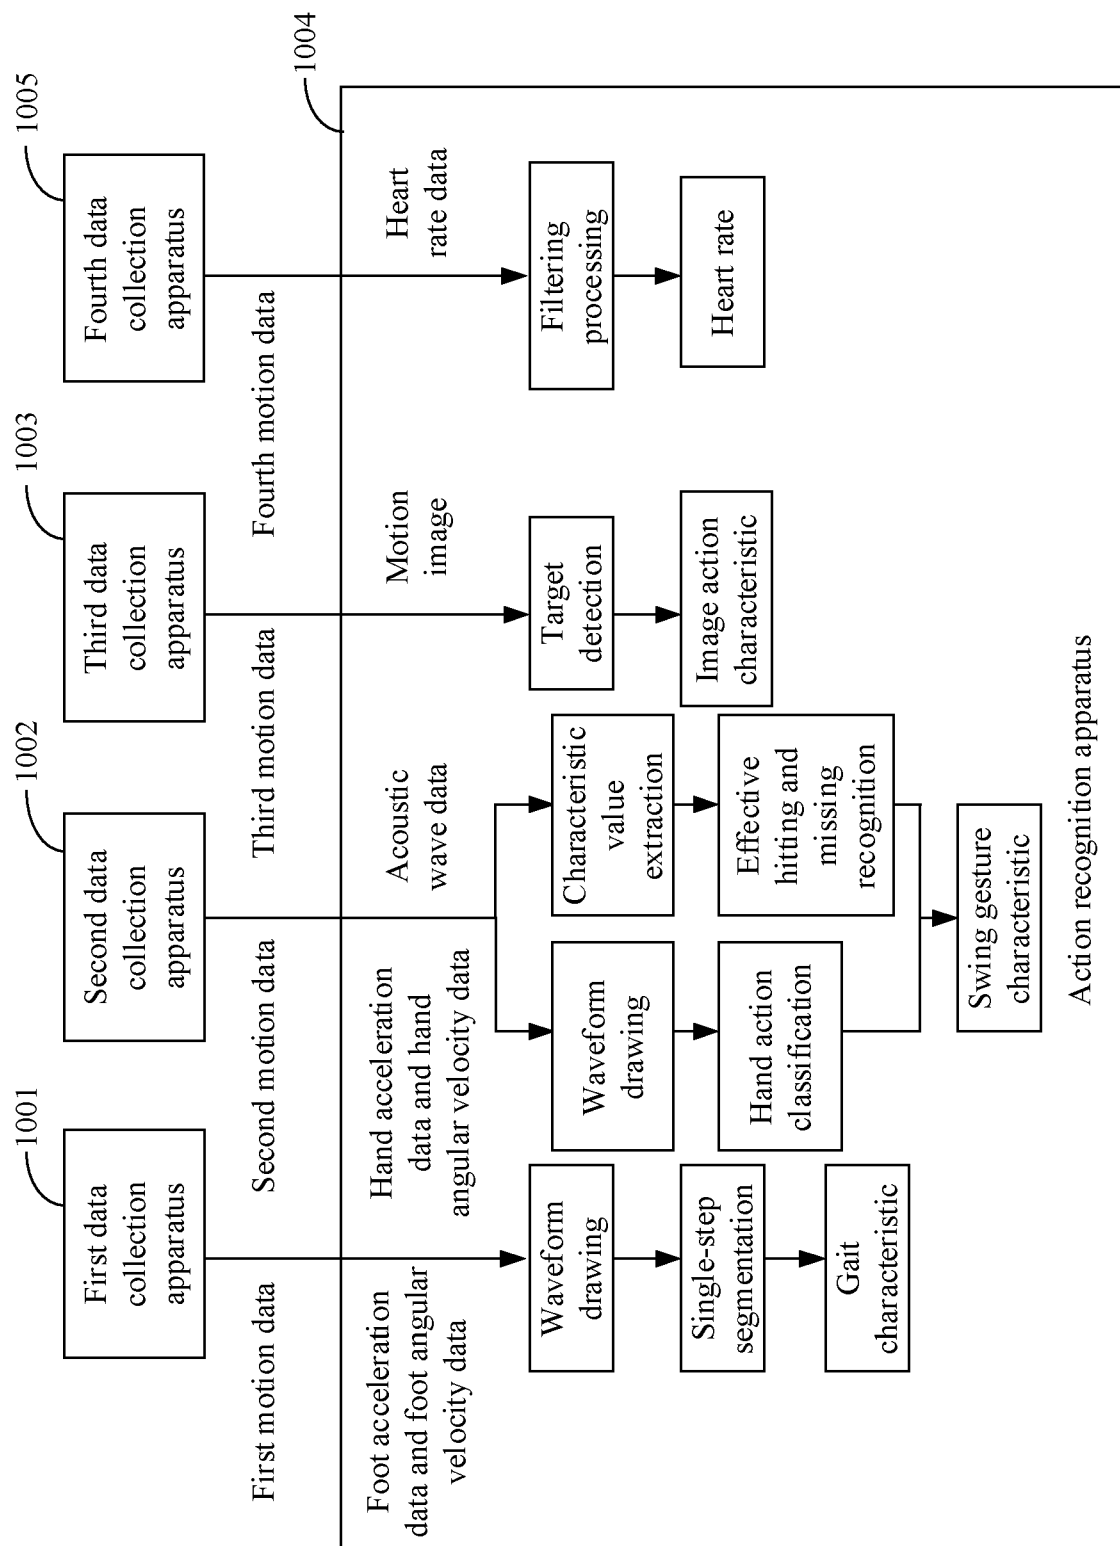 1001
1002
1003
1005
First data
collection
apparatus
Second data
collection
apparatus
Third data
collection
apparatus
Fourth data
collection
apparatus
First motion data
Second motion data
Third motion data
Fourth motion data
1004
Foot acceleration
data and foot angular
velocity data
Hand acceleration
data and hand
angular velocity data
Acoustic
wave data
Motion
image
Heart
rate data
Waveform
drawing
Waveform
drawing
Characteristic
value
extraction
Target
detection
Filtering
processing
Single-step
segmentation
Hand action
classification
Effective
hitting and
missing
recognition
Image action
characteristic
Heart rate
Gait
characteristic
Swing gesture
characteristic
Action recognition apparatus